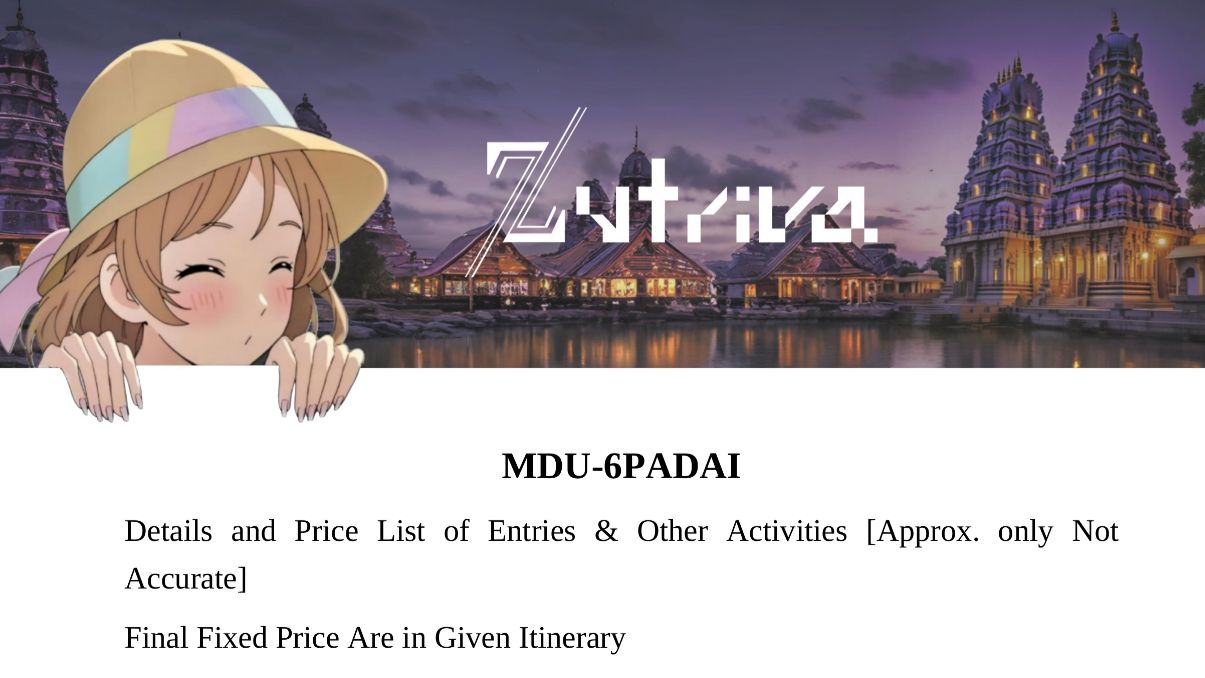 Zutriva.
MDU-6PADAI
Details and Price List of Entries & Other Activities [Approx. only Not
Accurate]
Final Fixed Price Are in Given Itinerary